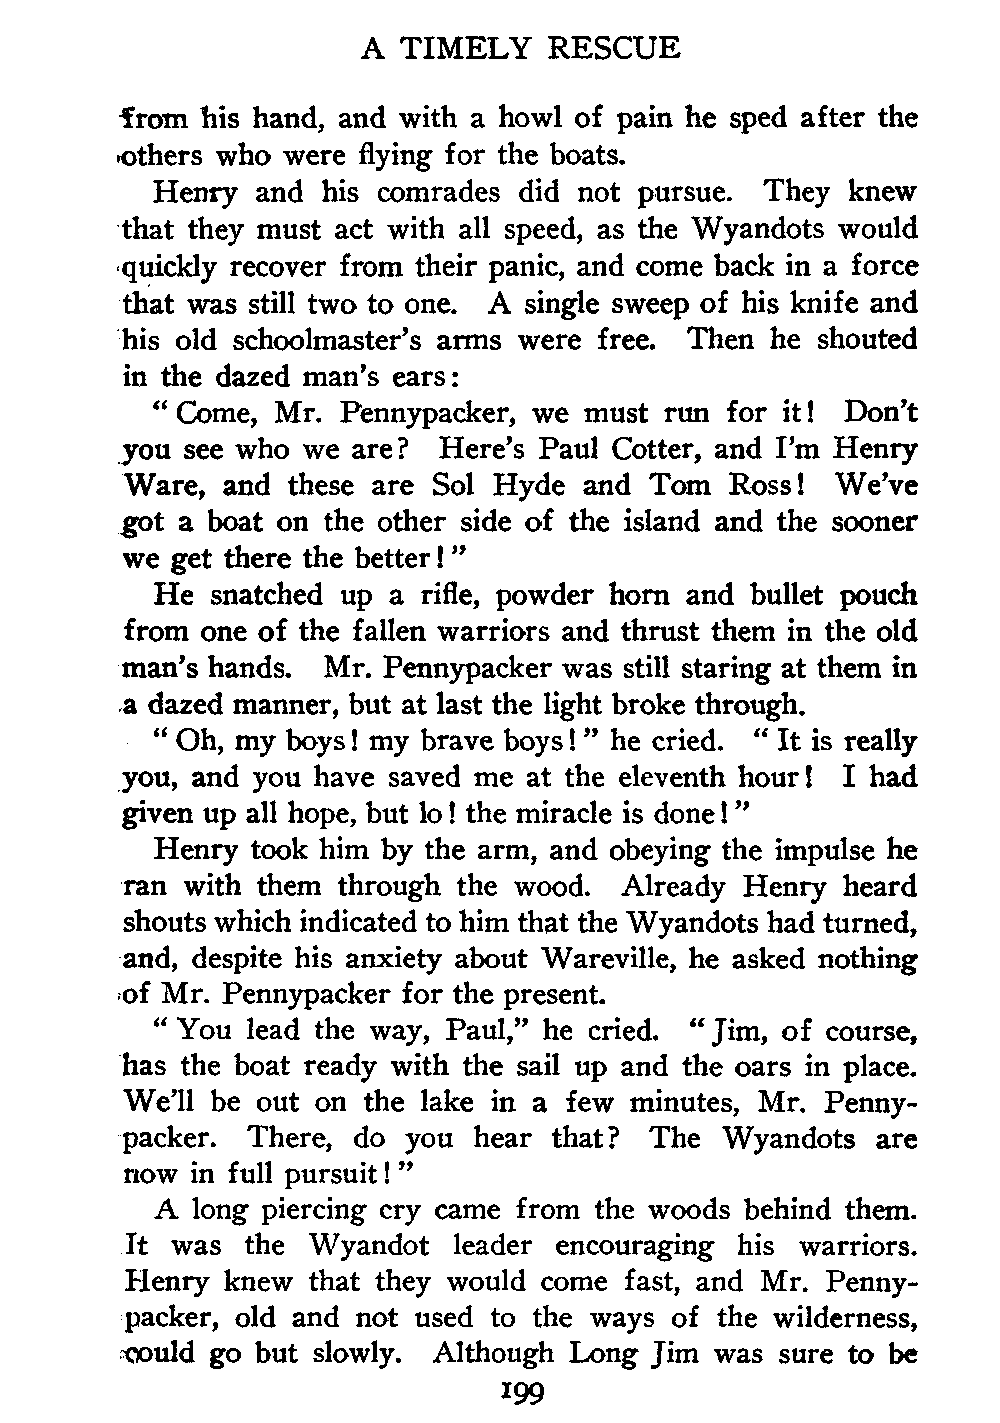 A TIMELY RESCUE
from his hand, and with a howl of pain he sped after the
others who were flying for the boats.
Henry and his comrades did not pursue. They knew
that they must act with all speed, as the Wyandots would
quickly recover from their panic, and come back in a force
that was still two to one. A single sweep of his knife and
his old schoolmaster's arms were free. Then he shouted
in the dazed man's ears:
"Come, Mr. Pennypacker, we must run for it! Don't
you see who we are? Here's Paul Cotter, and I'm Henry
Ware, and these are Sol Hyde and Tom Ross! We've
got a boat on the other side of the island and the sooner
we get there the better!"
He snatched up a rifle, powder horn and bullet pouch
from one of the fallen warriors and thrust them in the old
man's hands. Mr. Pennypacker was still staring at them in
a dazed manner, but at last the light broke through.
"Oh, my boys! my brave boys!" he cried. "It is really
you, and you have saved me at the eleventh hour! I had
given up all hope, but lo! the miracle is done!"
Henry took him by the arm, and obeying the impulse he
ran with them through the wood. Already Henry heard
shouts which indicated to him that the Wyandots had turned,
and, despite his anxiety about Wareville, he asked nothing
of Mr. Pennypacker for the present.
"You lead the way, Paul," he cried. "Jim, of course,
has the boat ready with the sail up and the oars in place.
We'll be out on the lake in a few minutes, Mr. Penny-
packer. There, do you hear that? The Wyandots are
now in full pursuit!"
A long piercing cry came from the woods behind them.
It was the Wyandot leader encouraging his warriors.
Henry knew that they would come fast, and Mr. Penny-
packer, old and not used to the ways of the wilderness,
could go but slowly. Although Long Jim was sure to be
199